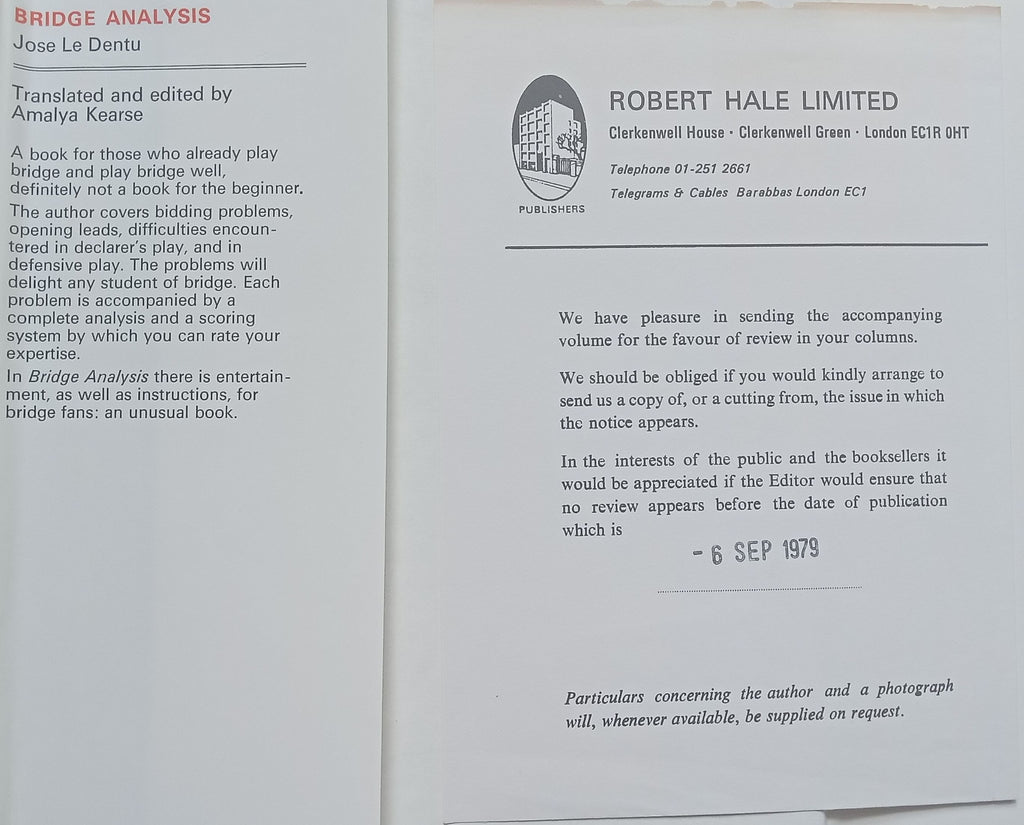 BRIDGE ANALYSIS
Jose Le Dentu
Translated and edited by
Amalya Kearse
A book for those who already play
bridge and play bridge well,
definitely not a book for the beginner.
The author covers bidding problems,
opening leads, difficulties encoun-
tered in declarer's play, and in
defensive play. The problems will
delight any student of bridge. Each
problem is accompanied by a
complete analysis and a scoring
system by which you can rate your
expertise.
In Bridge Analysis there is entertain-
ment, as well as instructions, for
bridge fans: an unusual book.
PUBLISHERS
ROBERT HALE LIMITED
Clerkenwell House · Clerkenwell Green · London EC1R 0HT
Telephone 01-251 2661
Telegrams & Cables Barabbas London EC1
We have pleasure in sending the accompanying
volume for the favour of review in your columns.
We should be obliged if you would kindly arrange to
send us a copy of, or a cutting from, the issue in which
the notice appears.
In the interests of the public and the booksellers it
would be appreciated if the Editor would ensure that
no review appears before the date of publication
which is
- 6 SEP 1979
Particulars concerning the author and a photograph
will, whenever available, be supplied on request.